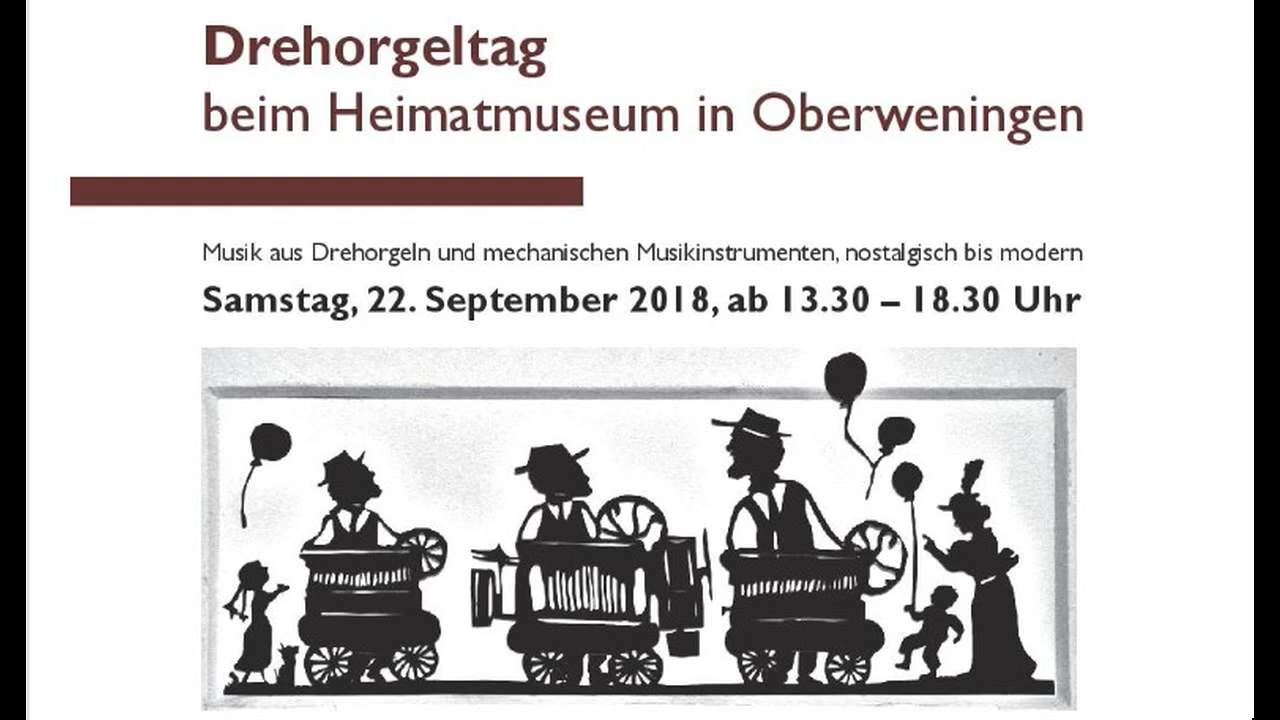 Drehorgeltag
beim Heimatmuseum in Oberweningen
Musik aus Drehorgeln und mechanischen Musikinstrumenten, nostalgisch bis modern
Samstag, 22. September 2018, ab 13.30 – 18.30 Uhr